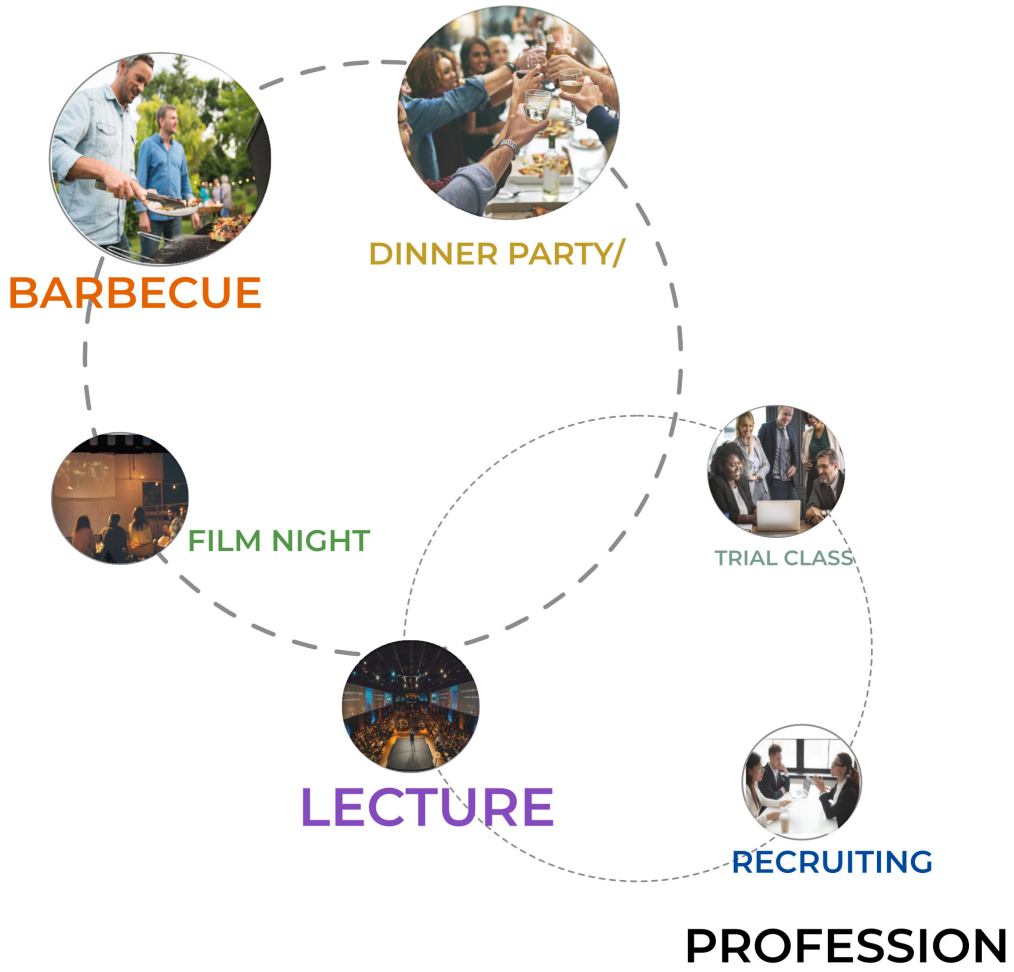 DINNER PARTY/
BARBECUE
FILM NIGHT
TRIAL CLASS
LECTURE
RECRUITING
PROFESSION